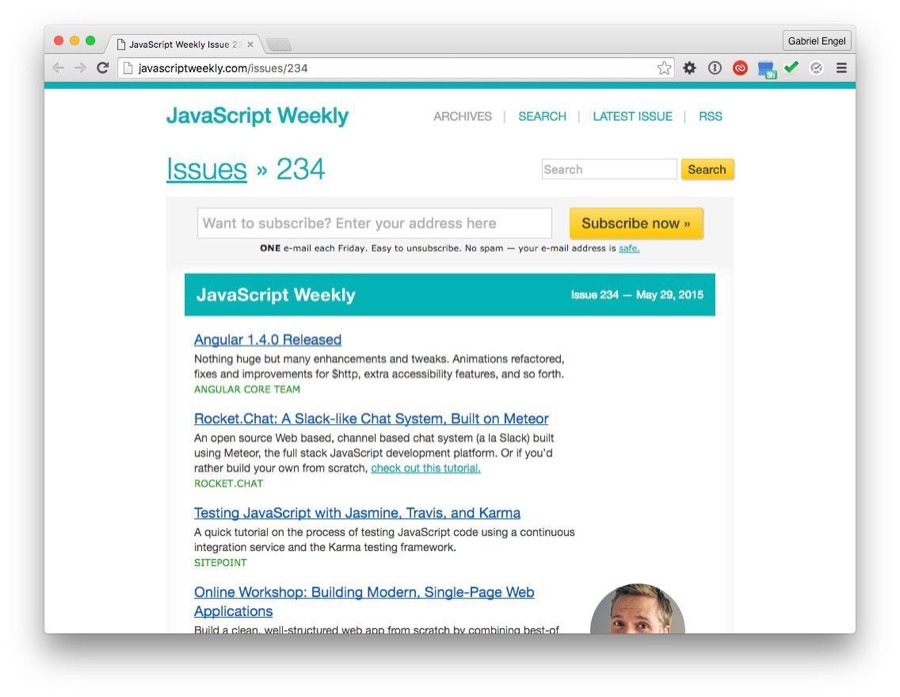 JavaScript Weekly Issue 23
Gabriel Engel
javascriptweekly.com/issues/234
JavaScript Weekly
ARCHIVES | SEARCH | LATEST ISSUE | RSS
Issues » 234
Search
Search
Want to subscribe? Enter your address here
Subscribe now »
ONE e-mail each Friday. Easy to unsubscribe. No spam — your e-mail address is safe.
JavaScript Weekly
Issue 234 — May 29, 2015
Angular 1.4.0 Released
Nothing huge but many enhancements and tweaks. Animations refactored,
fixes and improvements for $http, extra accessibility features, and so forth.
ANGULAR CORE TEAM
Rocket.Chat: A Slack-like Chat System, Built on Meteor
An open source Web based, channel based chat system (a la Slack) built
using Meteor, the full stack JavaScript development platform. Or if you'd
rather build your own from scratch, check out this tutorial.
ROCKET.CHAT
Testing JavaScript with Jasmine, Travis, and Karma
A quick tutorial on the process of testing JavaScript code using a continuous
integration service and the Karma testing framework.
SITEPOINT
Online Workshop: Building Modern, Single-Page Web
Applications
Build a clean, well-structured web app from scratch by combining best-of